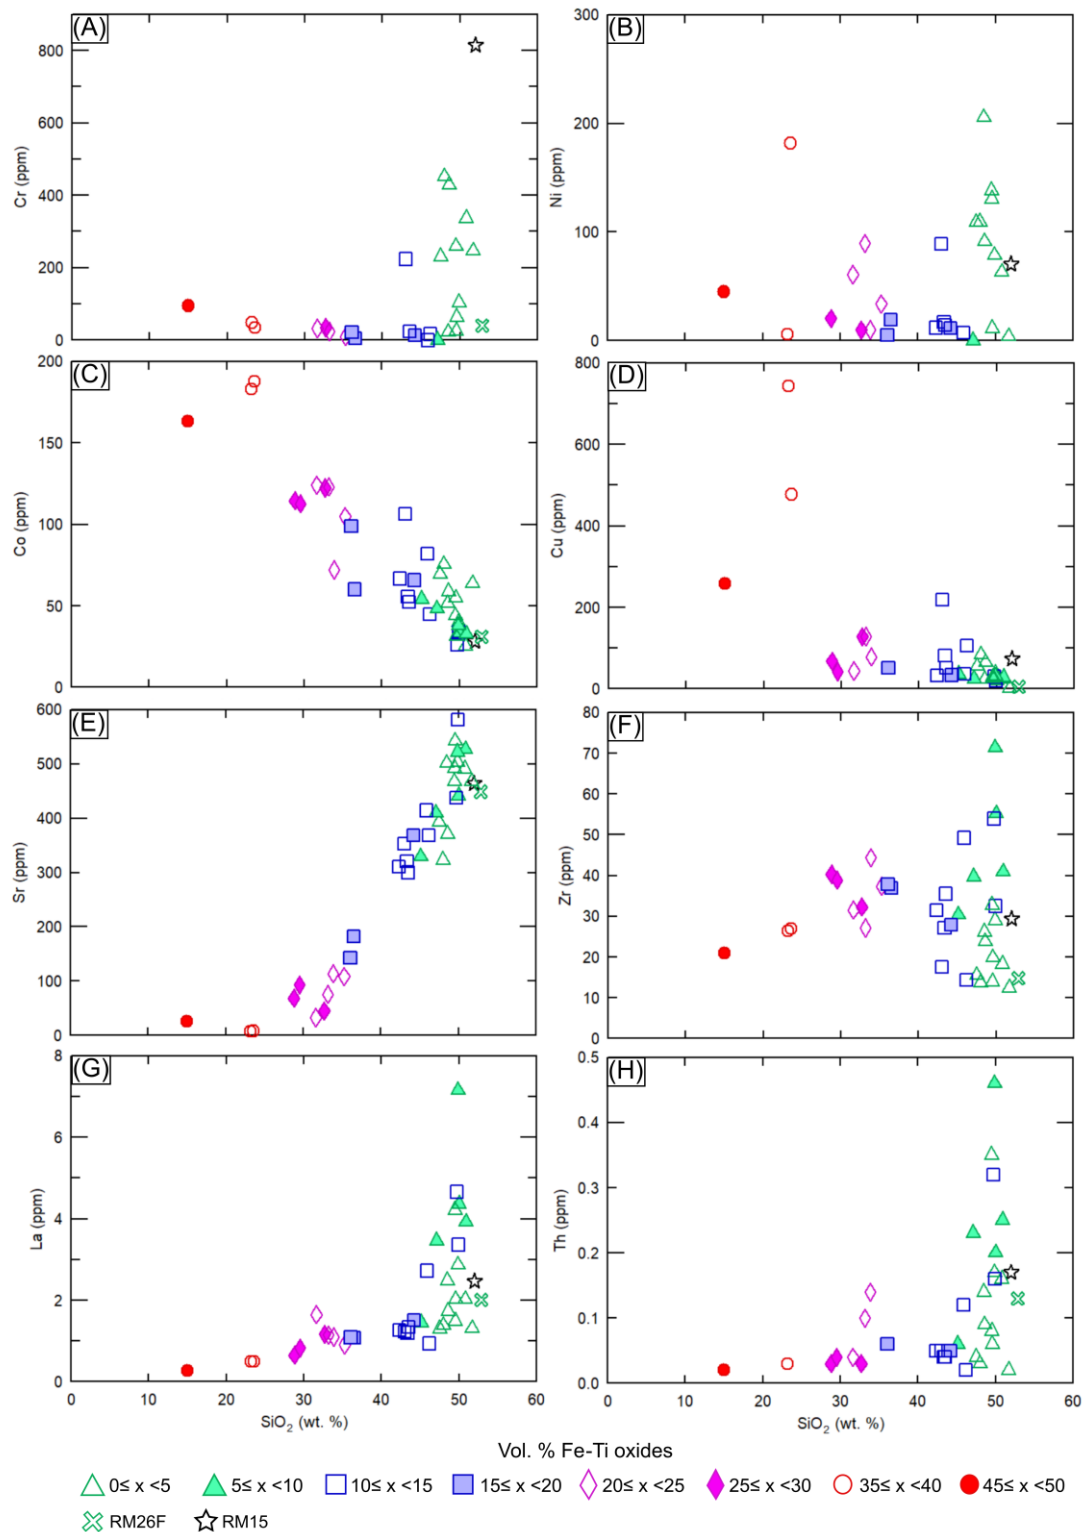 (A)
(B)
800
600
400
200
0
Cr (ppm)
300
200
100
0
Ni (ppm)
(C)
(D)
200
150
100
50
0
Co (ppm)
800
600
400
200
0
Cu (ppm)
(E)
(F)
600
500
400
300
200
100
0
Sr (ppm)
80
70
60
50
40
30
20
10
0
Zr (ppm)
(G)
(H)
8
6
4
2
0
La (ppm)
0.5
0.4
0.3
0.2
0.1
0.0
Th (ppm)
0 10 20 30 40 50 60
0 10 20 30 40 50 60
SiO₂ (wt. %)
SiO₂ (wt. %)
Vol. % Fe-Ti oxides
0≤ x <5 5≤ x <10 10≤ x <15 15≤ x <20 20≤ x <25 25≤ x <30 35≤ x <40 45≤ x <50
RM26F RM15